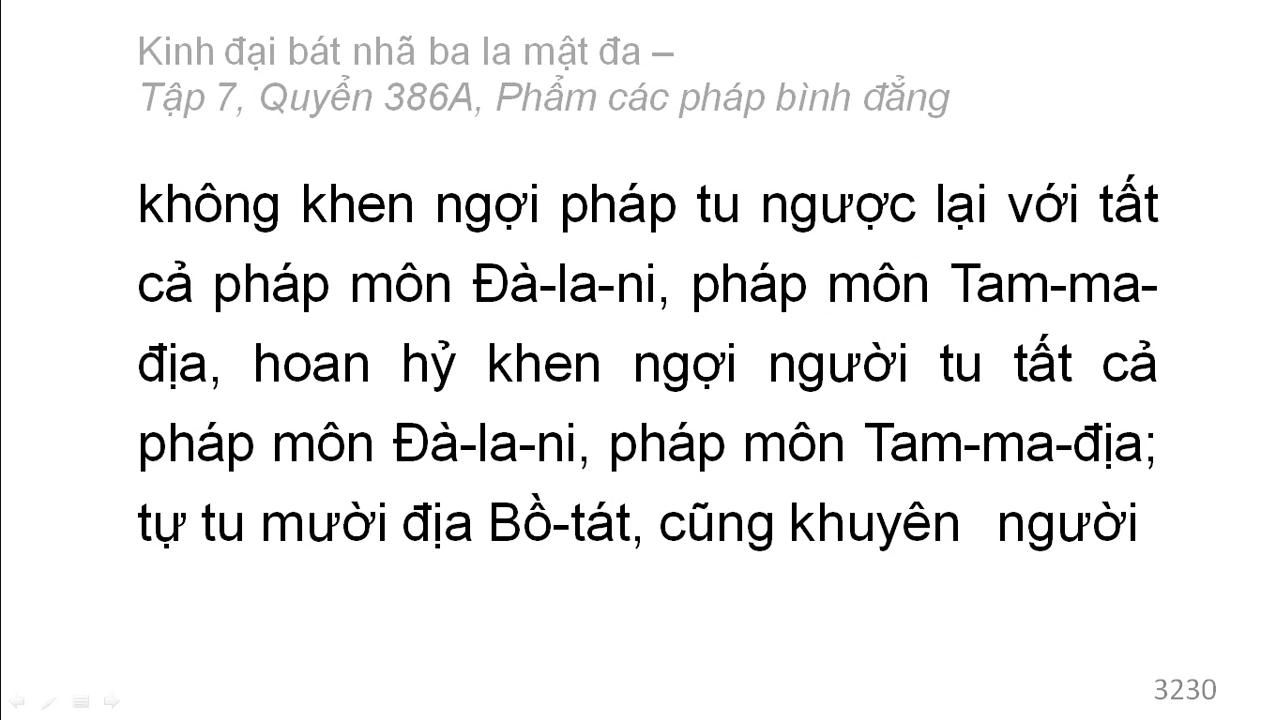 Kinh đại bát nhã ba la mật đa –
Tập 7, Quyển 386A, Phẩm các pháp bình đẳng
không khen ngợi pháp tu ngược lại với tất
cả pháp môn Đà-la-ni, pháp môn Tam-ma-
địa, hoan hỷ khen ngợi người tu tất cả
pháp môn Đà-la-ni, pháp môn Tam-ma-địa;
tự tu mười địa Bồ-tát, cũng khuyên người
3230